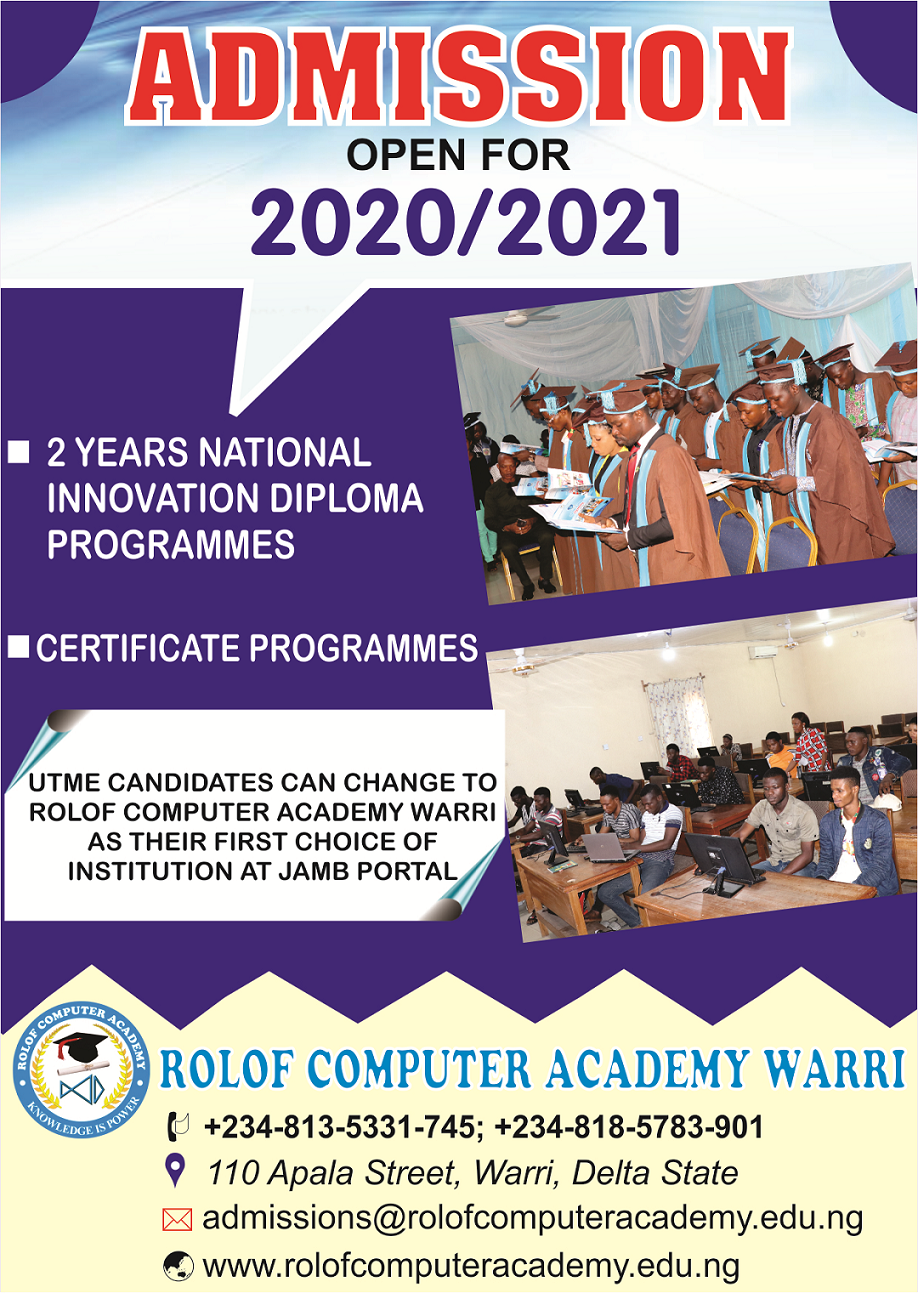 ADMISSION
OPEN FOR
2020/2021
2 YEARS NATIONAL
INNOVATION DIPLOMA
PROGRAMMES
CERTIFICATE PROGRAMMES
UTME CANDIDATES CAN CHANGE TO
ROLOF COMPUTER ACADEMY WARRI
AS THEIR FIRST CHOICE OF
INSTITUTION AT JAMB PORTAL
ROLOF COMPUTER ACADEMY
KNOWLEDGE IS POWER
ROLOF COMPUTER ACADEMY WARRI
+234-813-5331-745; +234-818-5783-901
110 Apala Street, Warri, Delta State
admissions@rolofcomputeracademy.edu.ng
www.rolofcomputeracademy.edu.ng